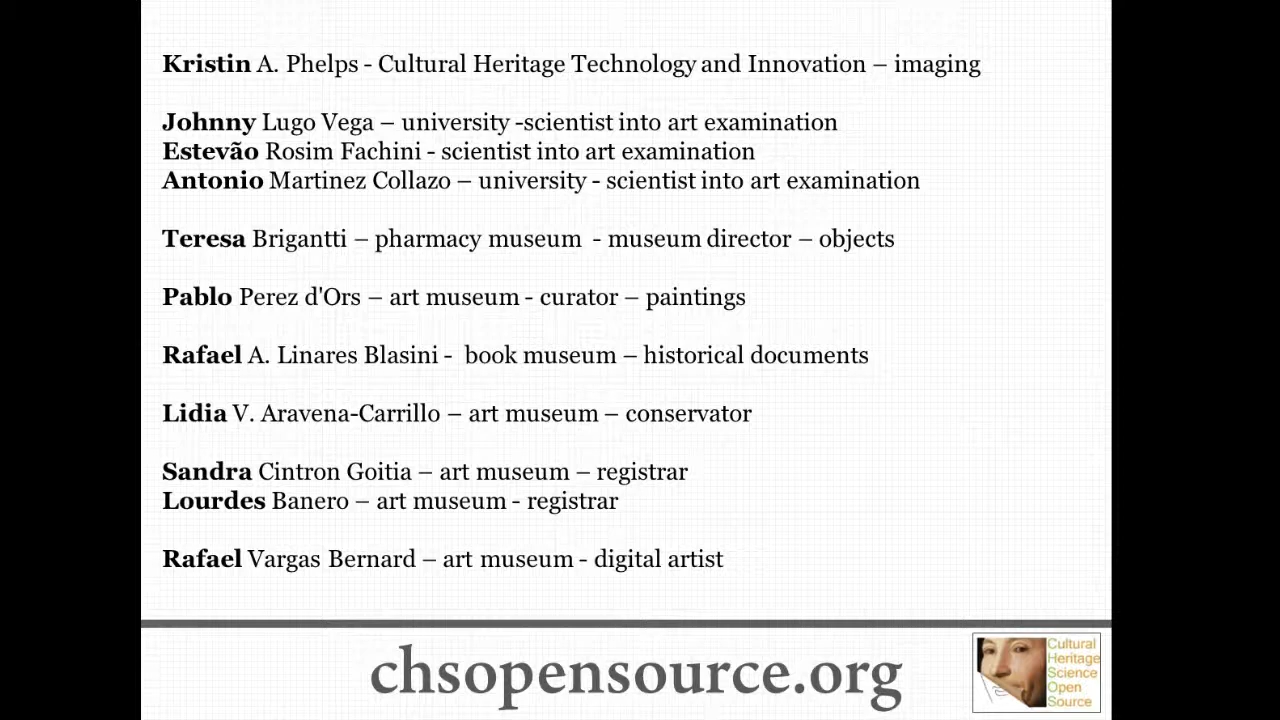 Kristin A. Phelps - Cultural Heritage Technology and Innovation – imaging
Johnny Lugo Vega – university -scientist into art examination
Estevão Rosim Fachini - scientist into art examination
Antonio Martinez Collazo – university - scientist into art examination
Teresa Brigantti – pharmacy museum - museum director – objects
Pablo Perez d'Ors – art museum - curator – paintings
Rafael A. Linares Blasini - book museum – historical documents
Lidia V. Aravena-Carrillo – art museum – conservator
Sandra Cintron Goitia – art museum – registrar
Lourdes Banero – art museum - registrar
Rafael Vargas Bernard – art museum - digital artist
chsopensource.org
Cultural
Heritage
Science
Open
Source